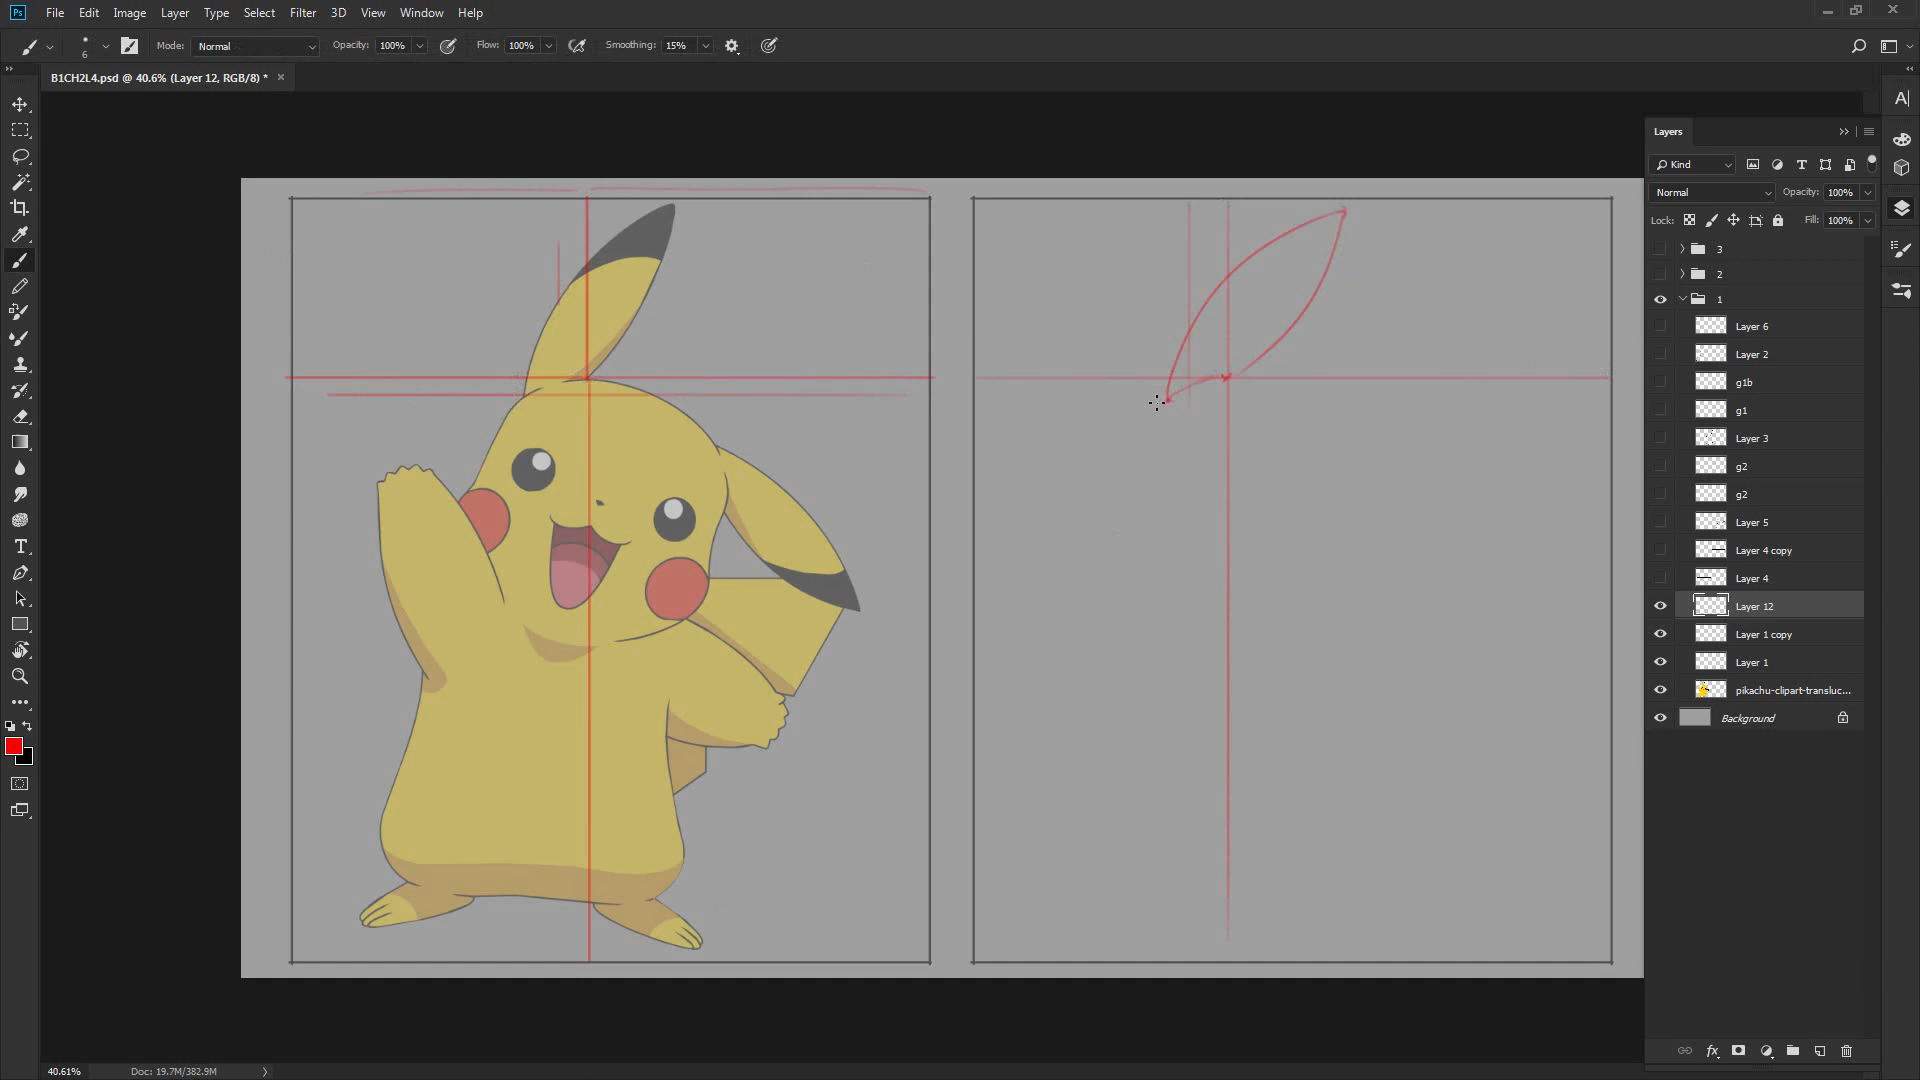 Ps File Edit Image Layer Type Select Filter 3D View Window Help
6 Mode: Normal Opacity: 100% Flow: 100% Smoothing: 15%
B1CH2L4.psd @ 40.6% (Layer 12, RGB/8) * ×
Layers
Kind
Normal Opacity: 100%
Lock: Fill: 100%
3
2
1
Layer 6
Layer 2
g1b
g1
Layer 3
g2
g2
Layer 5
Layer 4 copy
Layer 4
Layer 12
Layer 1 copy
Layer 1
pikachu-clipart-transluc...
Background
40.61% Doc: 19.7M/382.9M